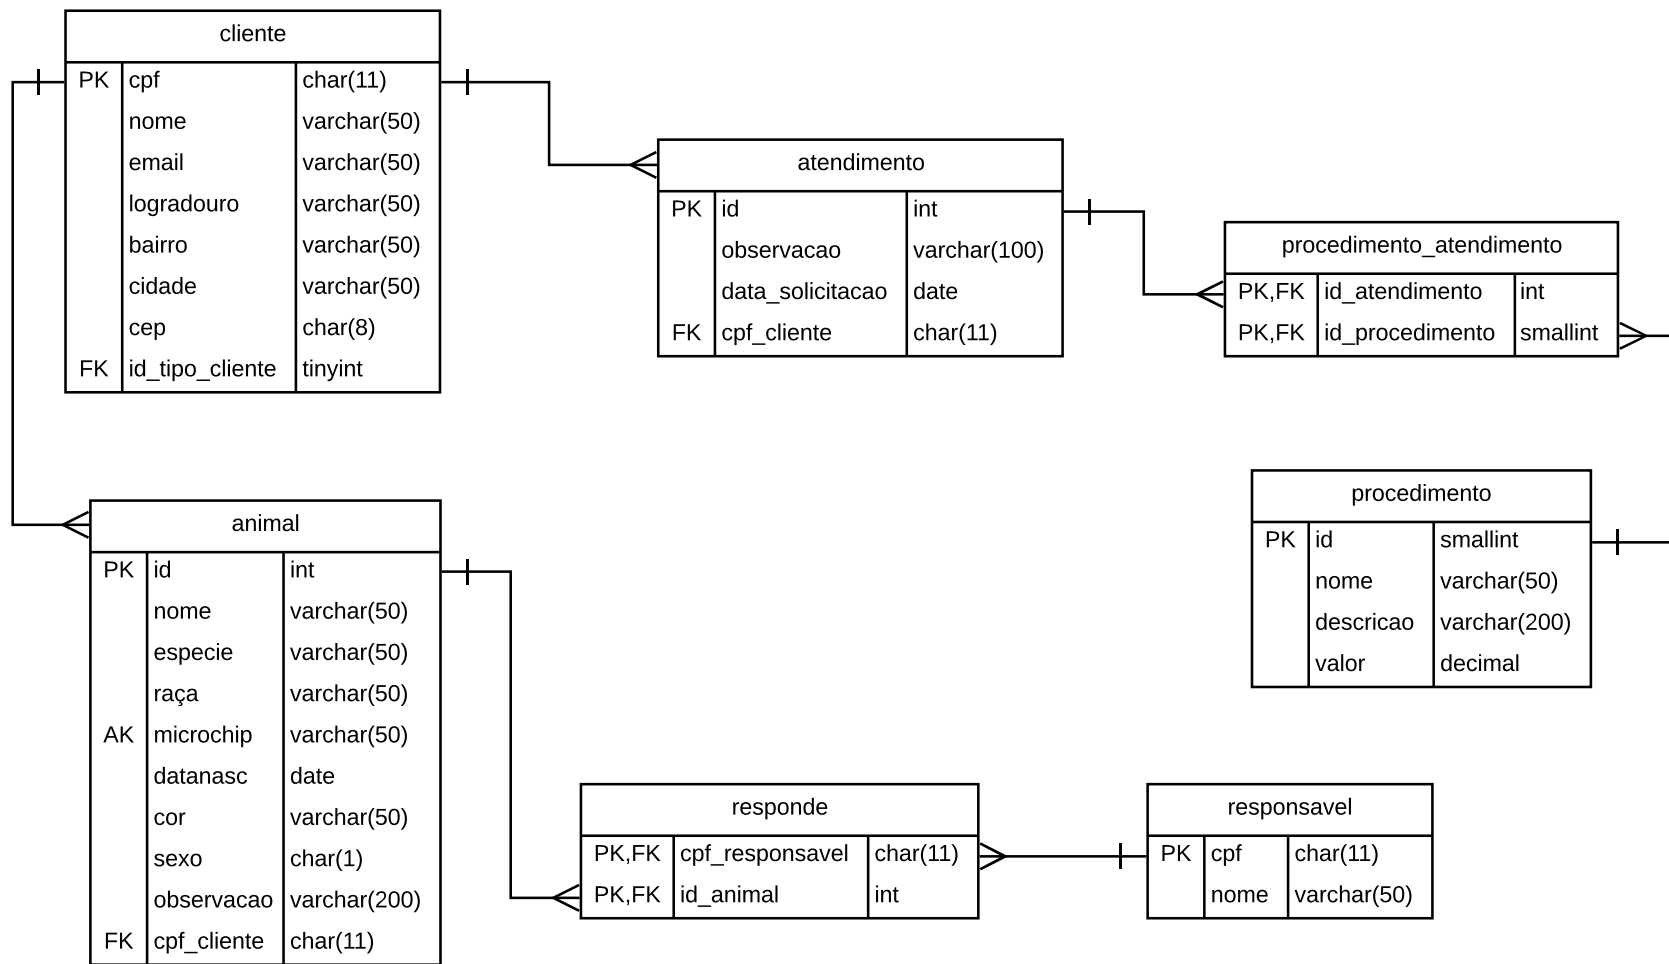 cliente
PK cpf char(11)
nome varchar(50)
email varchar(50)
logradouro varchar(50)
bairro varchar(50)
cidade varchar(50)
cep char(8)
FK id_tipo_cliente tinyint
atendimento
PK id int
observacao varchar(100)
data_solicitacao date
FK cpf_cliente char(11)
procedimento_atendimento
PK,FK id_atendimento int
PK,FK id_procedimento smallint
procedimento
PK id smallint
nome varchar(50)
descricao varchar(200)
valor decimal
animal
PK id int
nome varchar(50)
especie varchar(50)
raça varchar(50)
AK microchip varchar(50)
datanasc date
cor varchar(50)
sexo char(1)
observacao varchar(200)
FK cpf_cliente char(11)
responde
PK,FK cpf_responsavel char(11)
PK,FK id_animal int
responsavel
PK cpf char(11)
nome varchar(50)